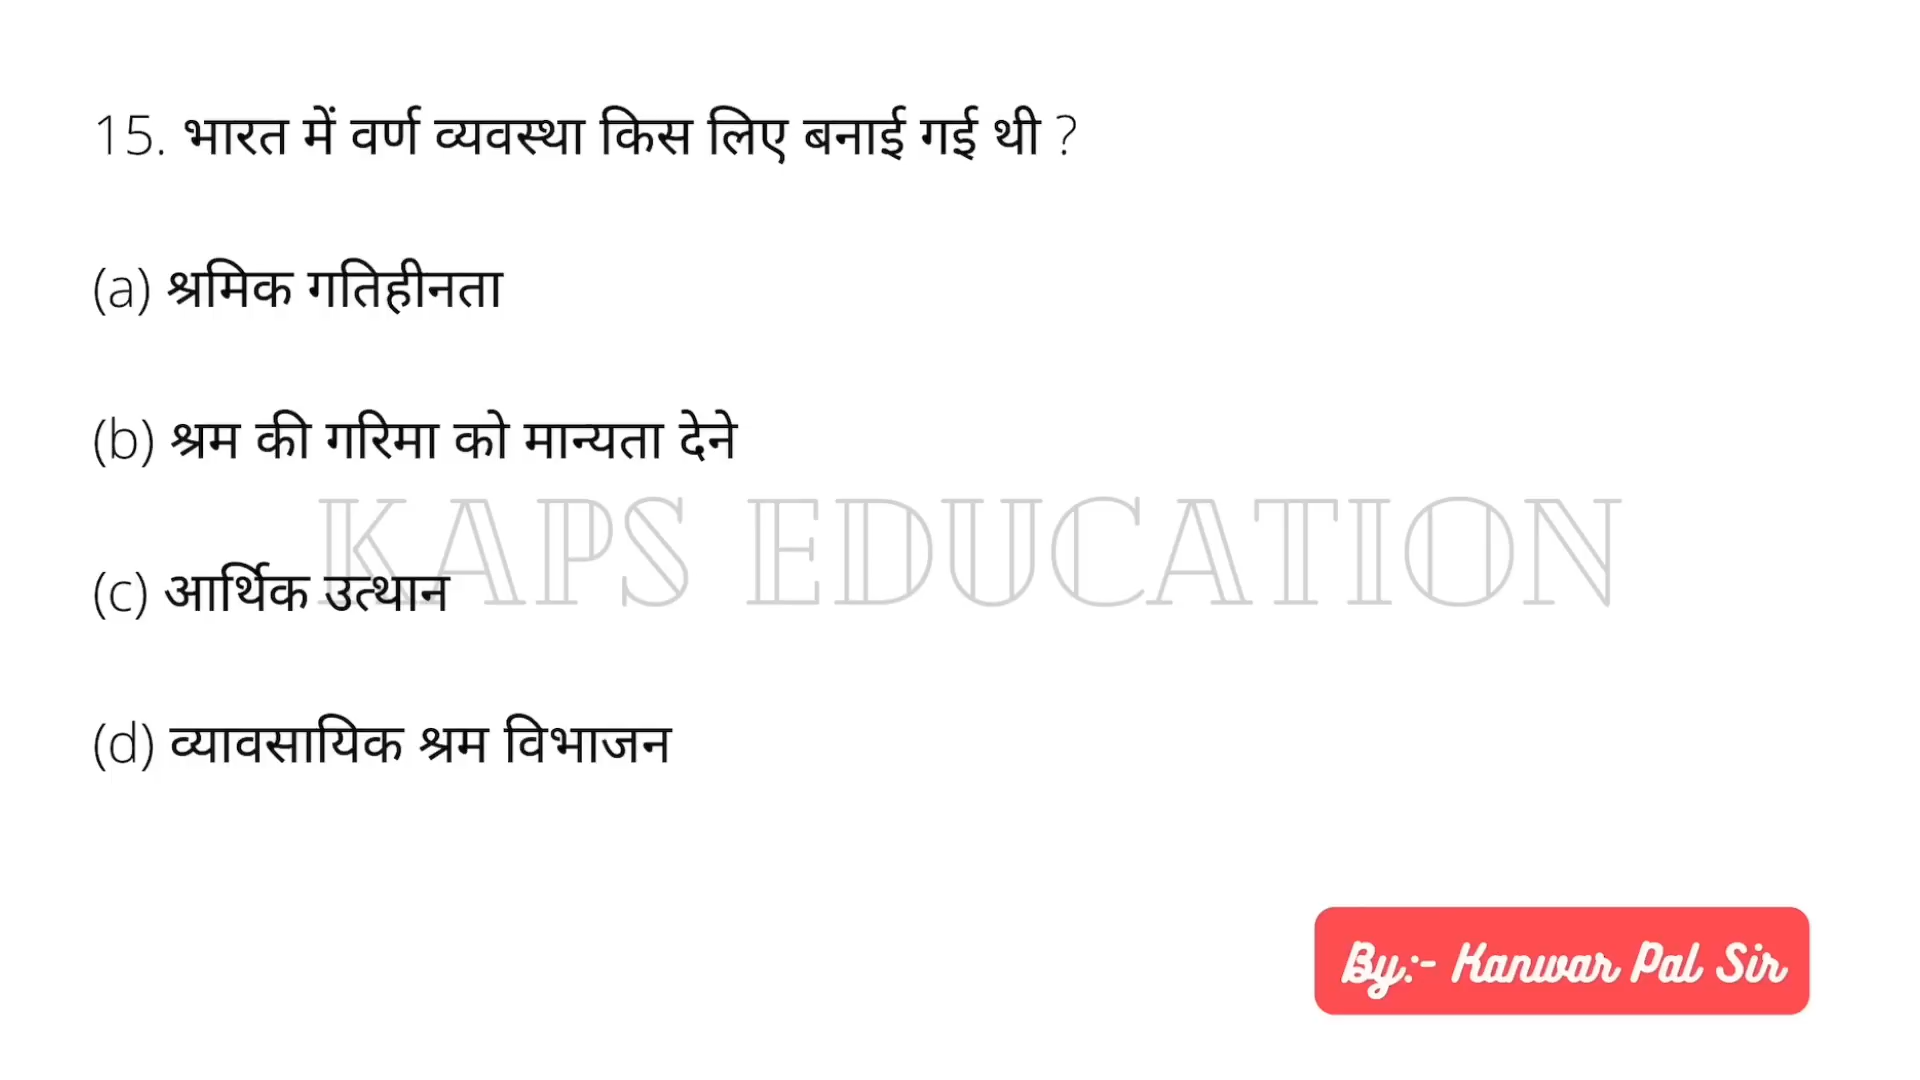 15. भारत में वर्ण व्यवस्था किस लिए बनाई गई थी ?
(a) श्रमिक गतिहीनता
(b) श्रम की गरिमा को मान्यता देने
KAPS EDUCATION
(c) आर्थिक उत्थान
(d) व्यावसायिक श्रम विभाजन
By:- Kanwar Pal Sir